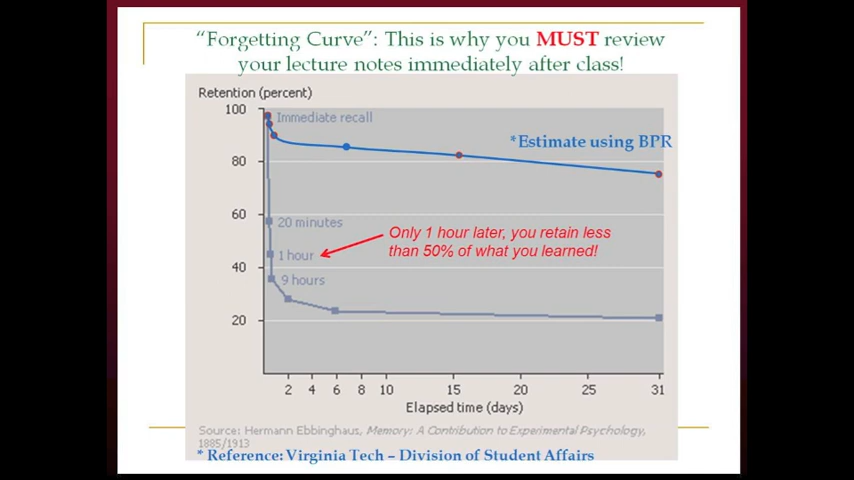 “Forgetting Curve”: This is why you MUST review
your lecture notes immediately after class!
Retention (percent)
100
Immediate recall
*Estimate using BPR
80
60
20 minutes
Only 1 hour later, you retain less
than 50% of what you learned!
1 hour
40
9 hours
20
2 4 6 8 10 15 20 25 31
Elapsed time (days)
Source: Hermann Ebbinghaus, Memory: A Contribution to Experimental Psychology,
1885/1913
* Reference: Virginia Tech – Division of Student Affairs